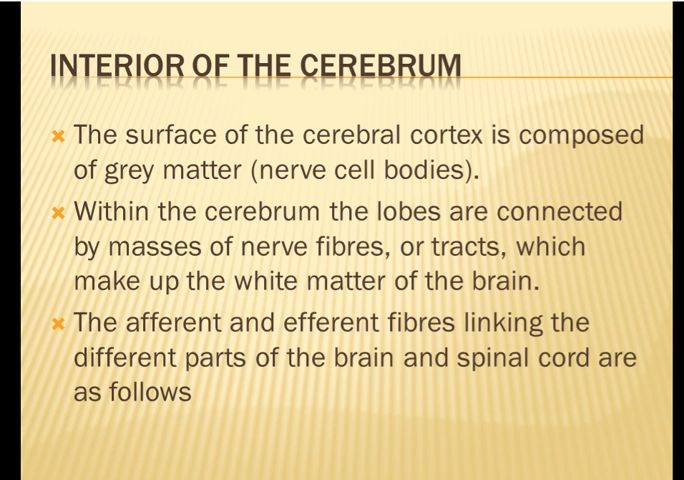 INTERIOR OF THE CEREBRUM
The surface of the cerebral cortex is composed
of grey matter (nerve cell bodies).
Within the cerebrum the lobes are connected
by masses of nerve fibres, or tracts, which
make up the white matter of the brain.
The afferent and efferent fibres linking the
different parts of the brain and spinal cord are
as follows